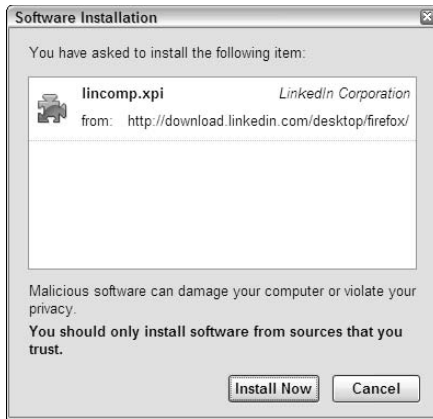 Software Installation
You have asked to install the following item:
lincomp.xpi LinkedIn Corporation
from: http://download.linkedin.com/desktop/firefox/
Malicious software can damage your computer or violate your
privacy.
You should only install software from sources that you
trust.
Install Now Cancel